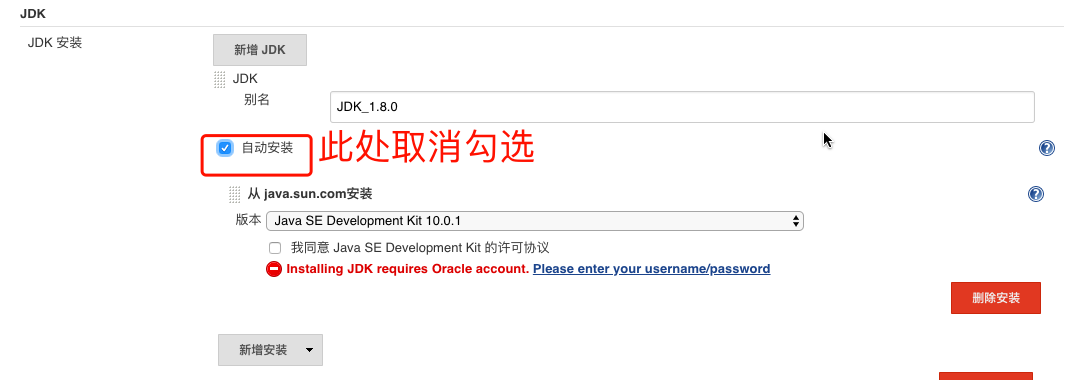 JDK
JDK 安装
新增 JDK
JDK
别名
JDK_1.8.0
自动安装
此处取消勾选
从 java.sun.com安装
版本
Java SE Development Kit 10.0.1
我同意 Java SE Development Kit 的许可协议
Installing JDK requires Oracle account. Please enter your username/password
删除安装
新增安装